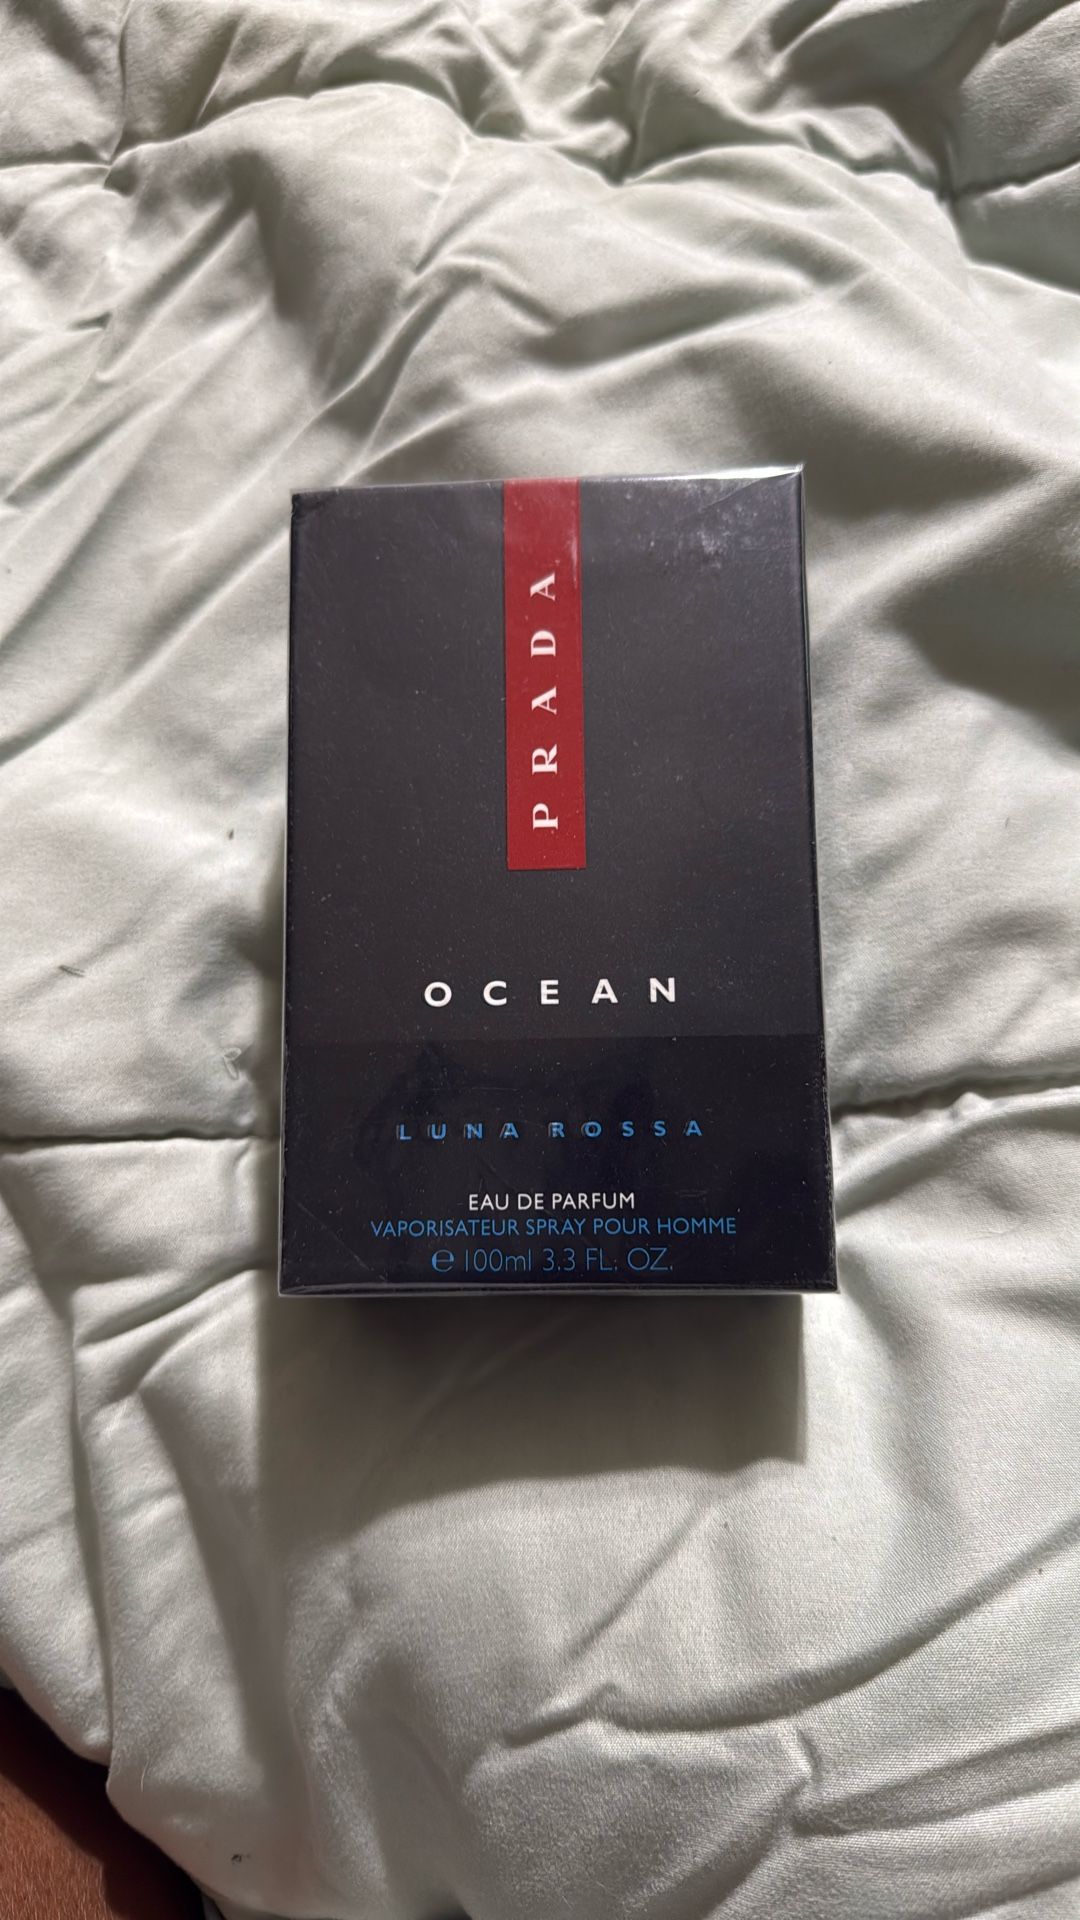 PRADA
OCEAN
LUNA ROSSA
EAU DE PARFUM
VAPORISATEUR SPRAY POUR HOMME
℮ 100ml 3.3 FL. OZ.